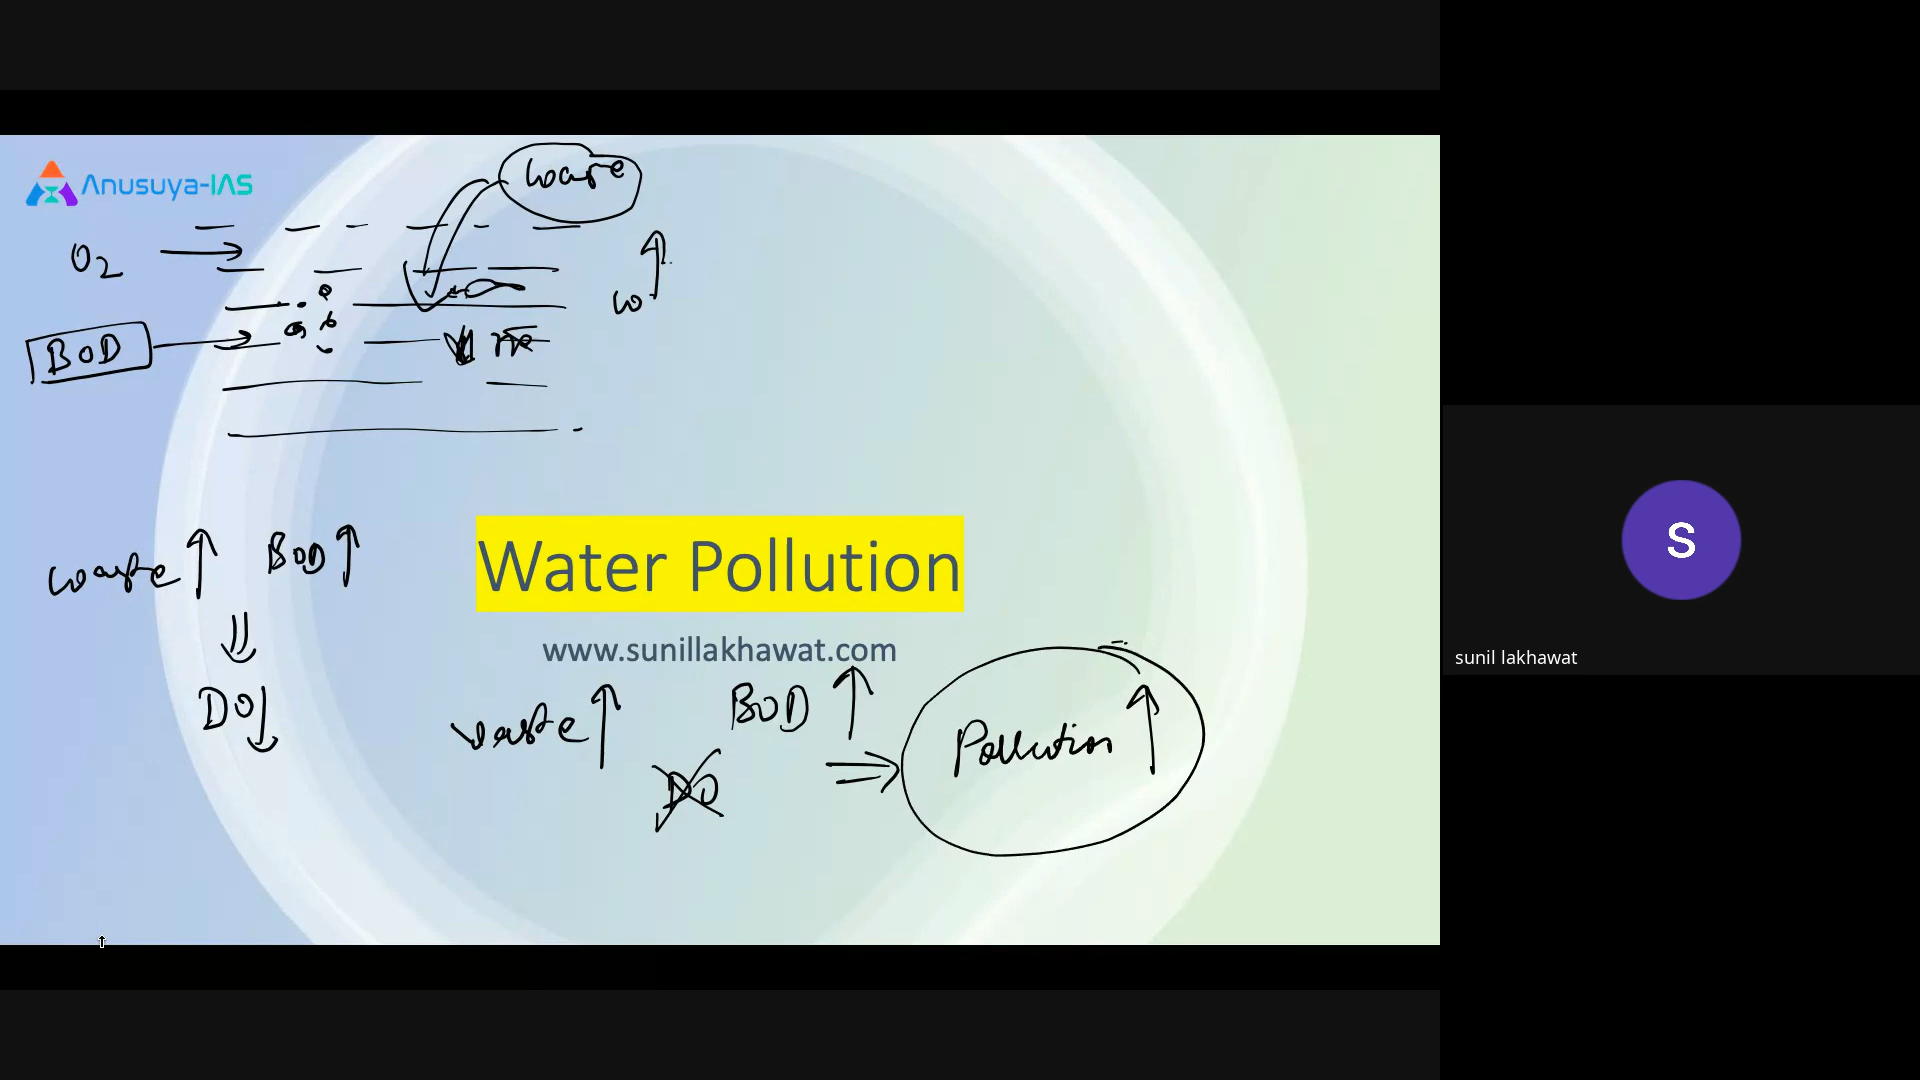 Anusuya-IAS
waste
O2
W
BOD
waste BOD
DO
Water Pollution
www.sunillakhawat.com
waste BOD
DO
Pollution
S
sunil lakhawat